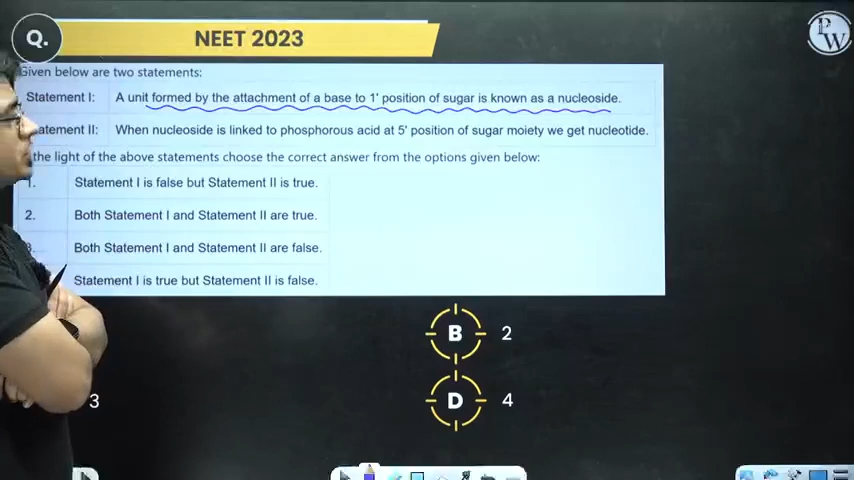 Q.
NEET 2023
PW
Given below are two statements:
Statement I: A unit formed by the attachment of a base to 1' position of sugar is known as a nucleoside.
atement II: When nucleoside is linked to phosphorous acid at 5' position of sugar moiety we get nucleotide.
the light of the above statements choose the correct answer from the options given below:
1. Statement I is false but Statement II is true.
2. Both Statement I and Statement II are true.
3. Both Statement I and Statement II are false.
Statement I is true but Statement II is false.
B 2
3
D 4